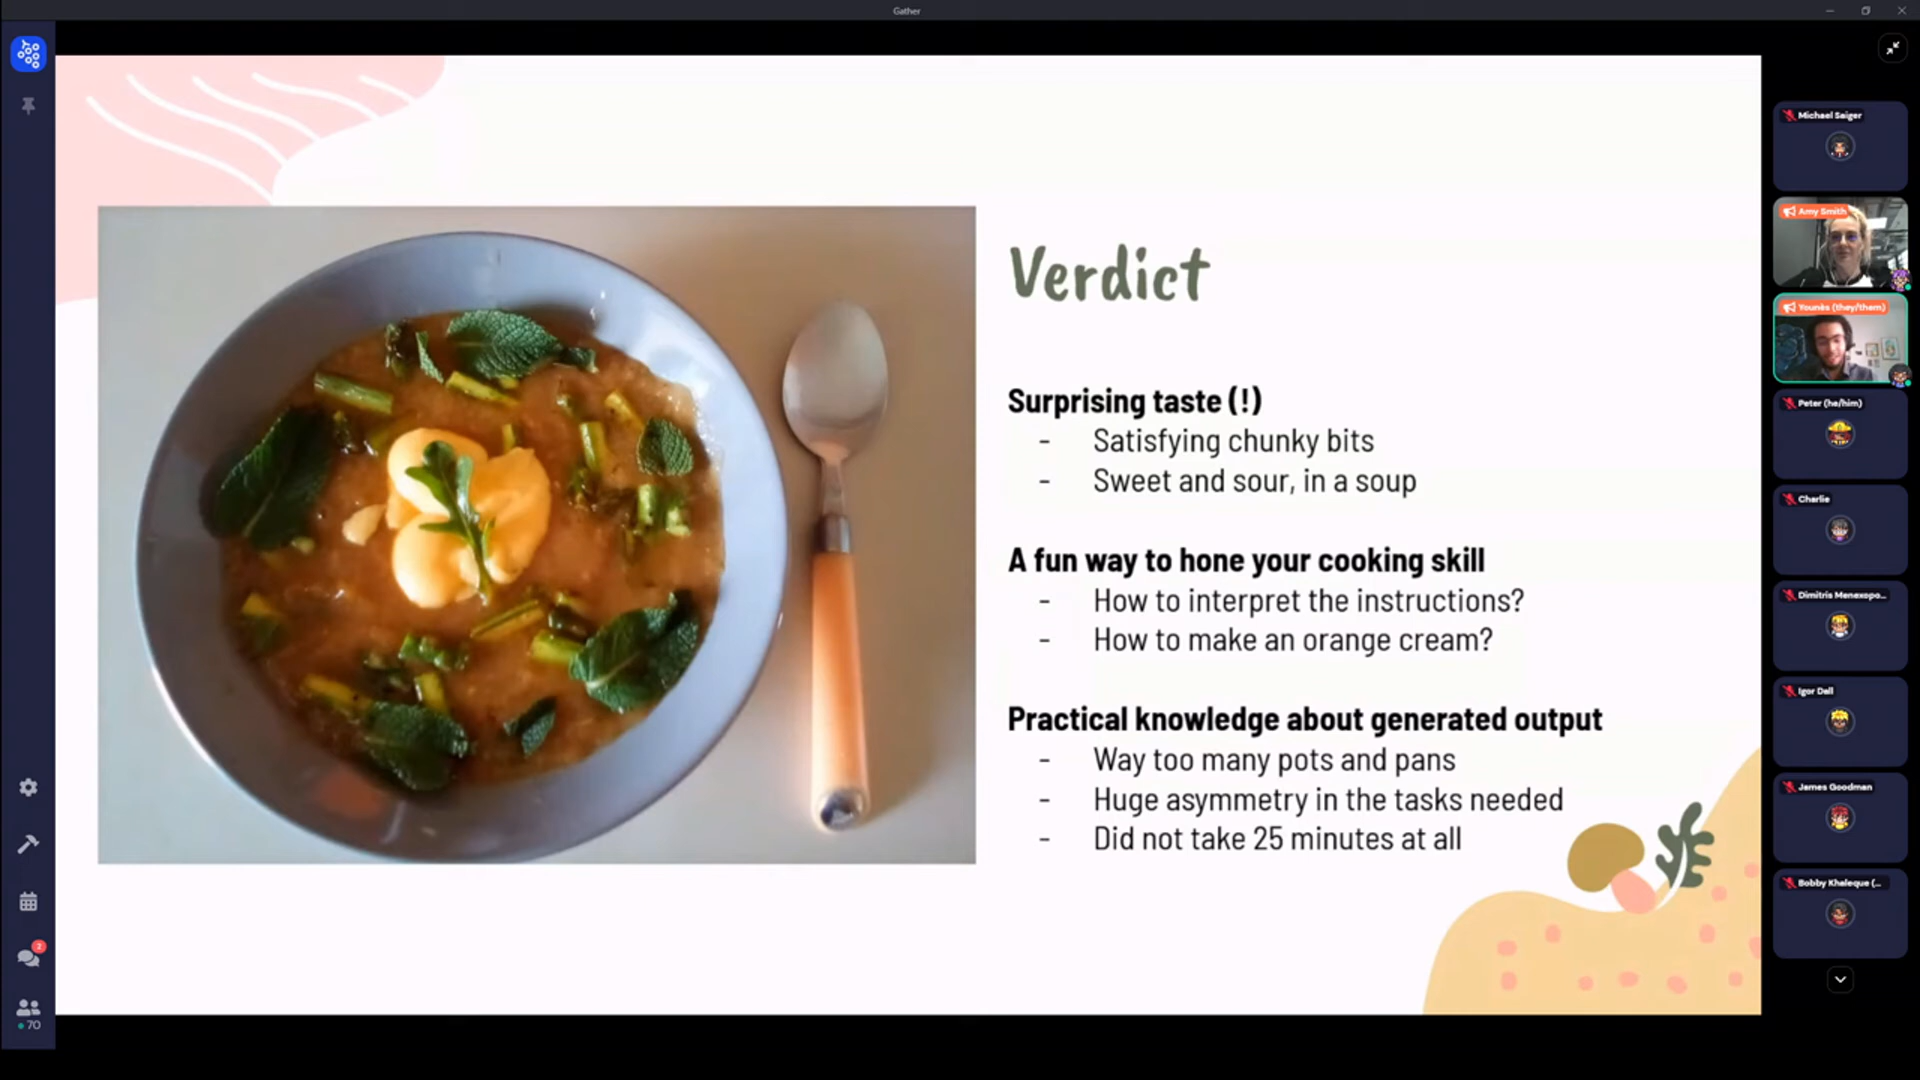 Gather
Verdict
Surprising taste (!)
- Satisfying chunky bits
- Sweet and sour, in a soup
A fun way to hone your cooking skill
- How to interpret the instructions?
- How to make an orange cream?
Practical knowledge about generated output
- Way too many pots and pans
- Huge asymmetry in the tasks needed
- Did not take 25 minutes at all
Michael Saiger
Amy Smith
Younès (they/them)
Peter (he/him)
Charlie
Dimitris Menexopo...
Igor Dall
James Goodman
Bobby Khaleque (...
2
70